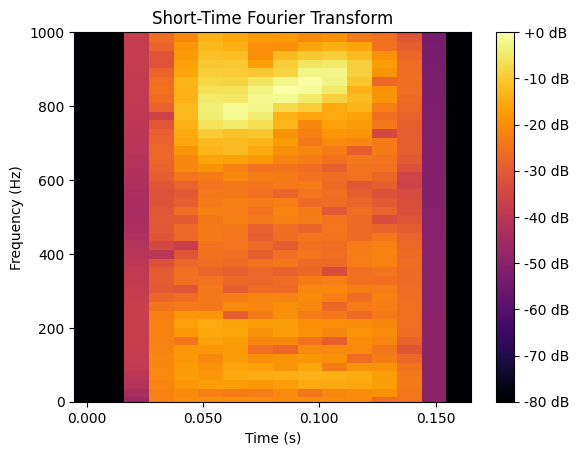 Short-Time Fourier Transform
1000
800
600
400
200
0
Frequency (Hz)
0.000
0.050
0.100
0.150
Time (s)
+0 dB
-10 dB
-20 dB
-30 dB
-40 dB
-50 dB
-60 dB
-70 dB
-80 dB